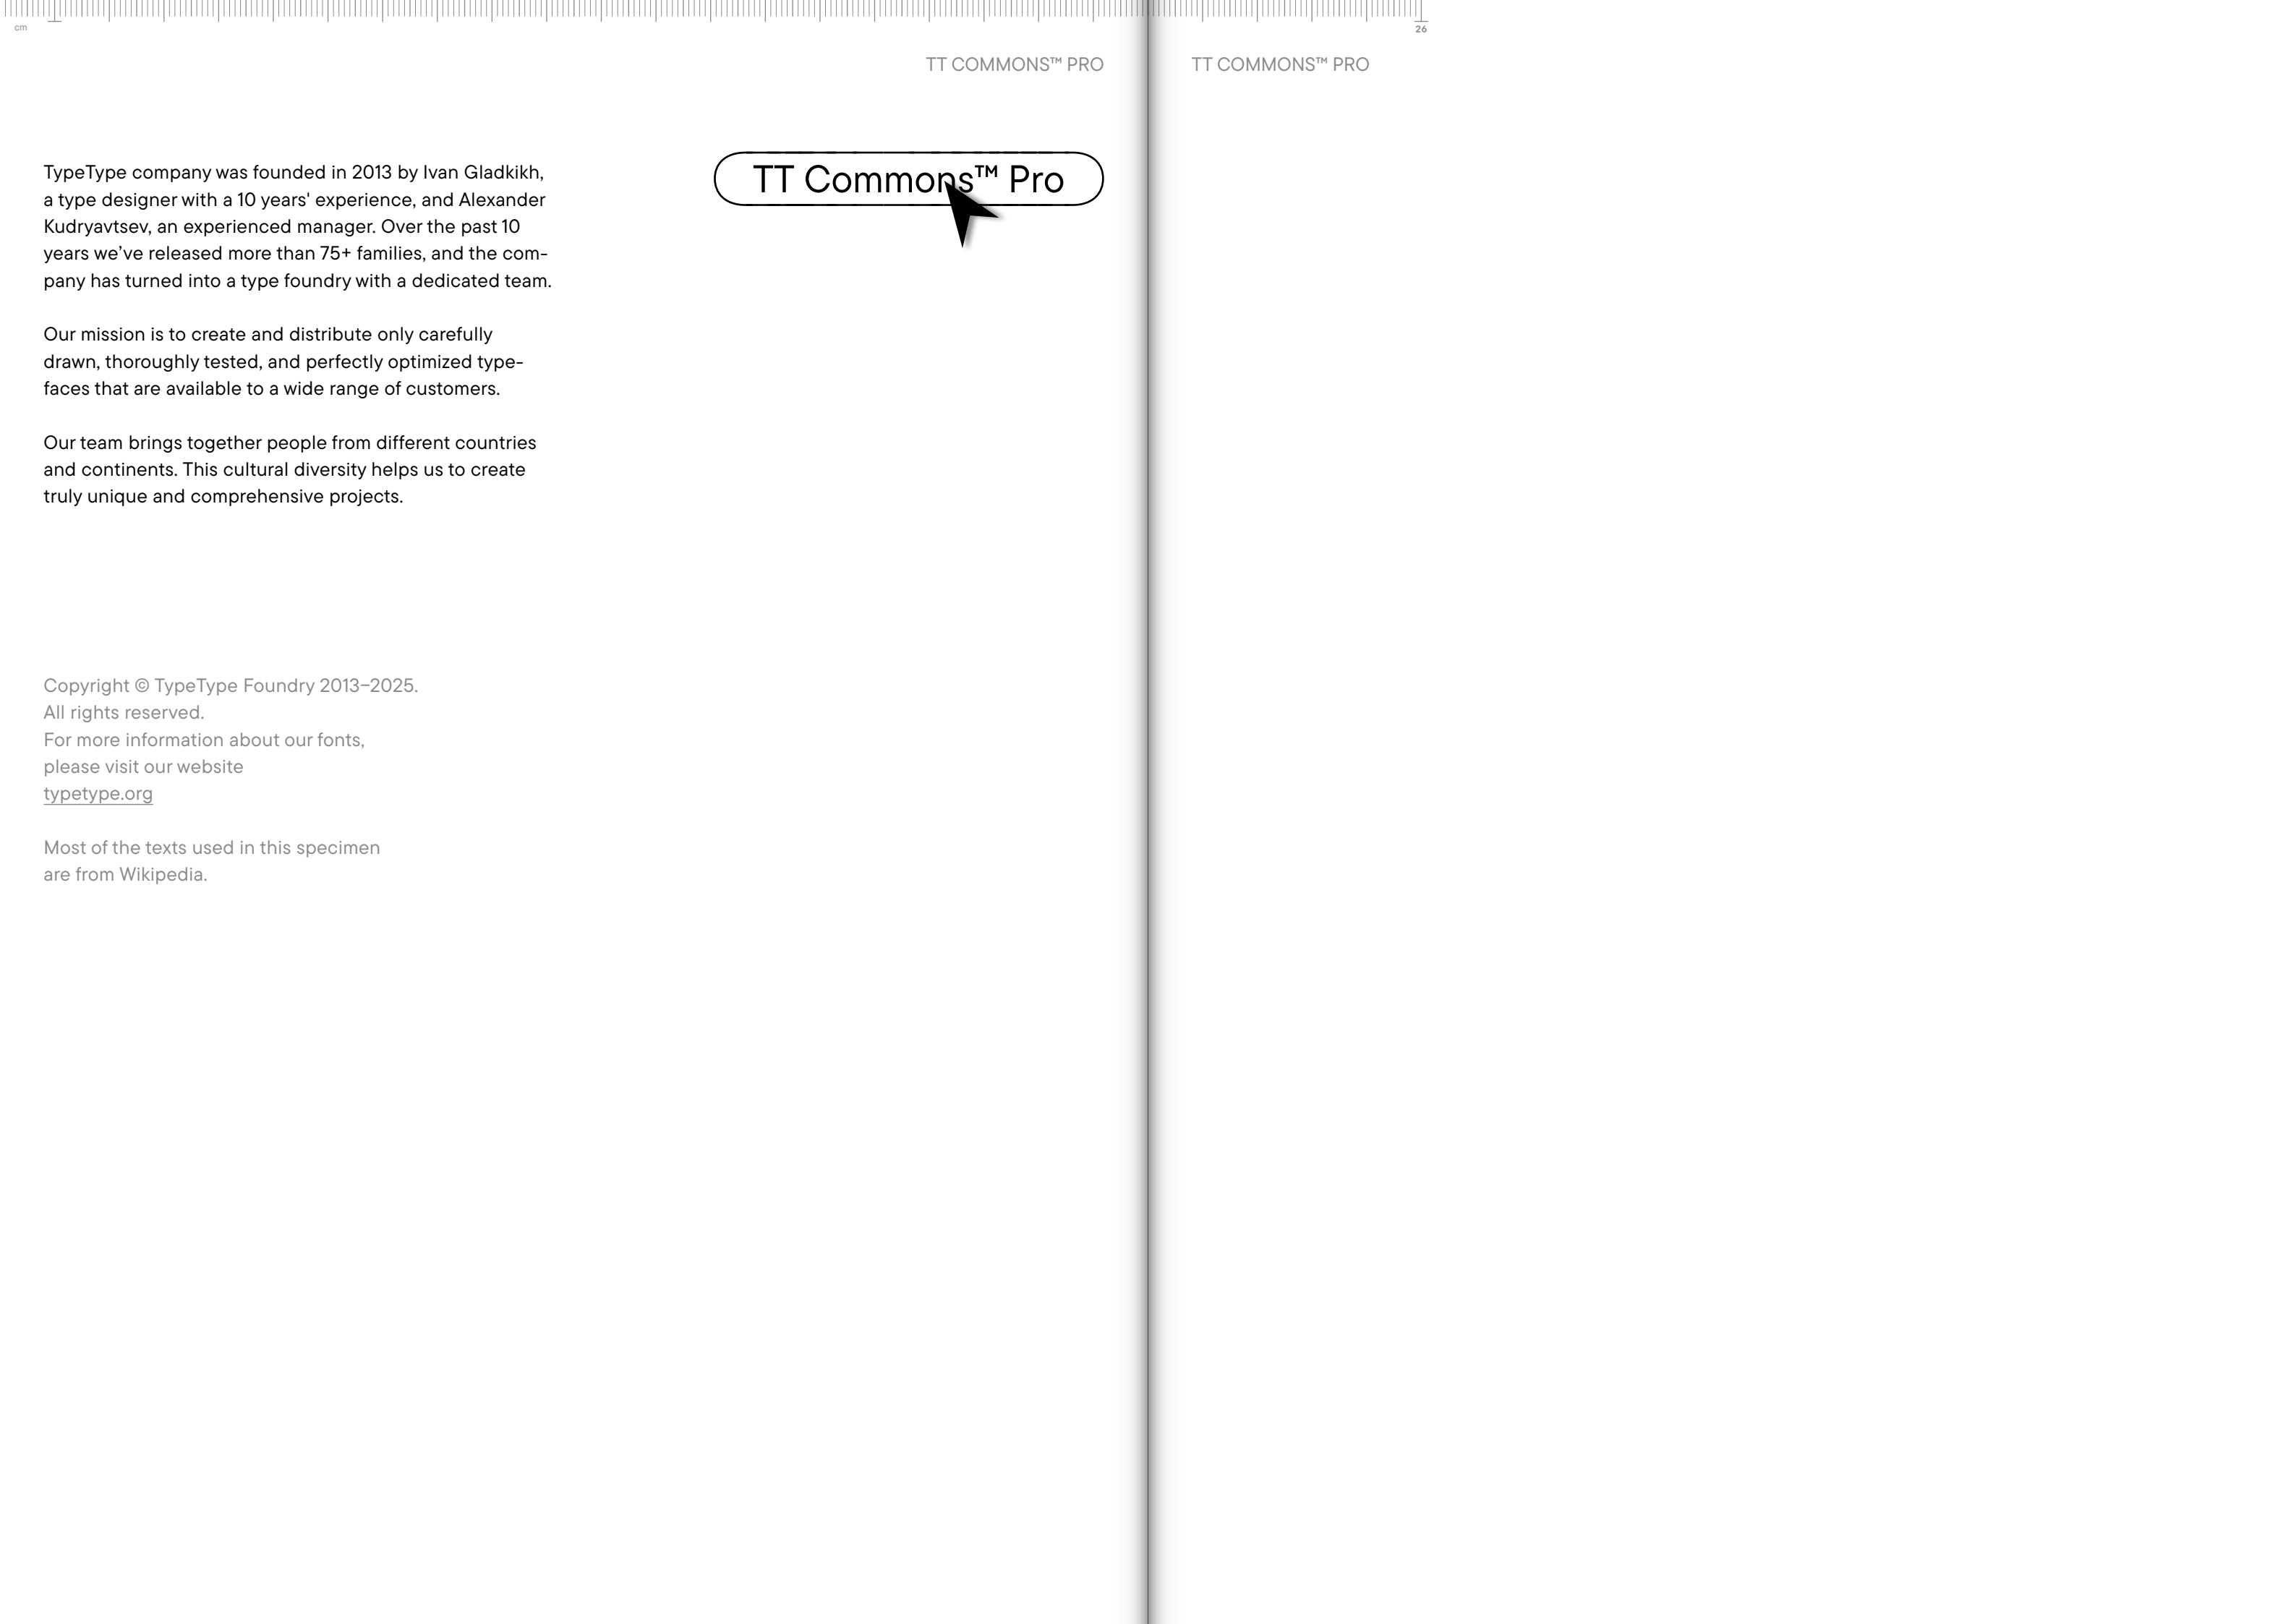 cm
26
TT COMMONS™ PRO
TT COMMONS™ PRO
TT Commons™ Pro
TypeType company was founded in 2013 by Ivan Gladkikh,
a type designer with a 10 years' experience, and Alexander
Kudryavtsev, an experienced manager. Over the past 10
years we’ve released more than 75+ families, and the com-
pany has turned into a type foundry with a dedicated team.
Our mission is to create and distribute only carefully
drawn, thoroughly tested, and perfectly optimized type-
faces that are available to a wide range of customers.
Our team brings together people from different countries
and continents. This cultural diversity helps us to create
truly unique and comprehensive projects.
Copyright © TypeType Foundry 2013–2025.
All rights reserved.
For more information about our fonts,
please visit our website
typetype.org
Most of the texts used in this specimen
are from Wikipedia.